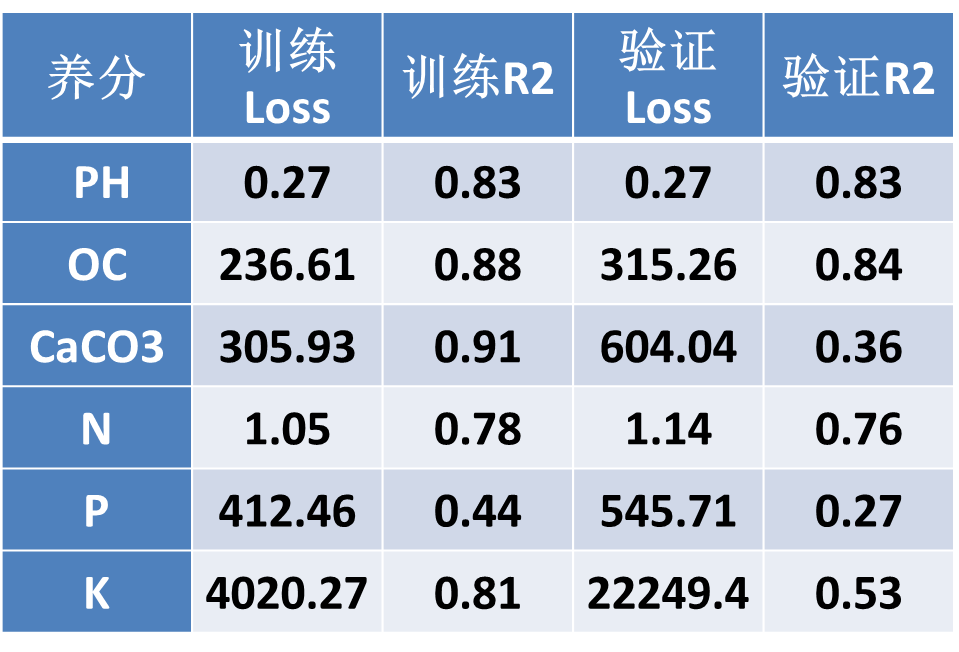 养分 训练 Loss 训练R2 验证 Loss 验证R2
PH 0.27 0.83 0.27 0.83
OC 236.61 0.88 315.26 0.84
CaCO3 305.93 0.91 604.04 0.36
N 1.05 0.78 1.14 0.76
P 412.46 0.44 545.71 0.27
K 4020.27 0.81 22249.4 0.53